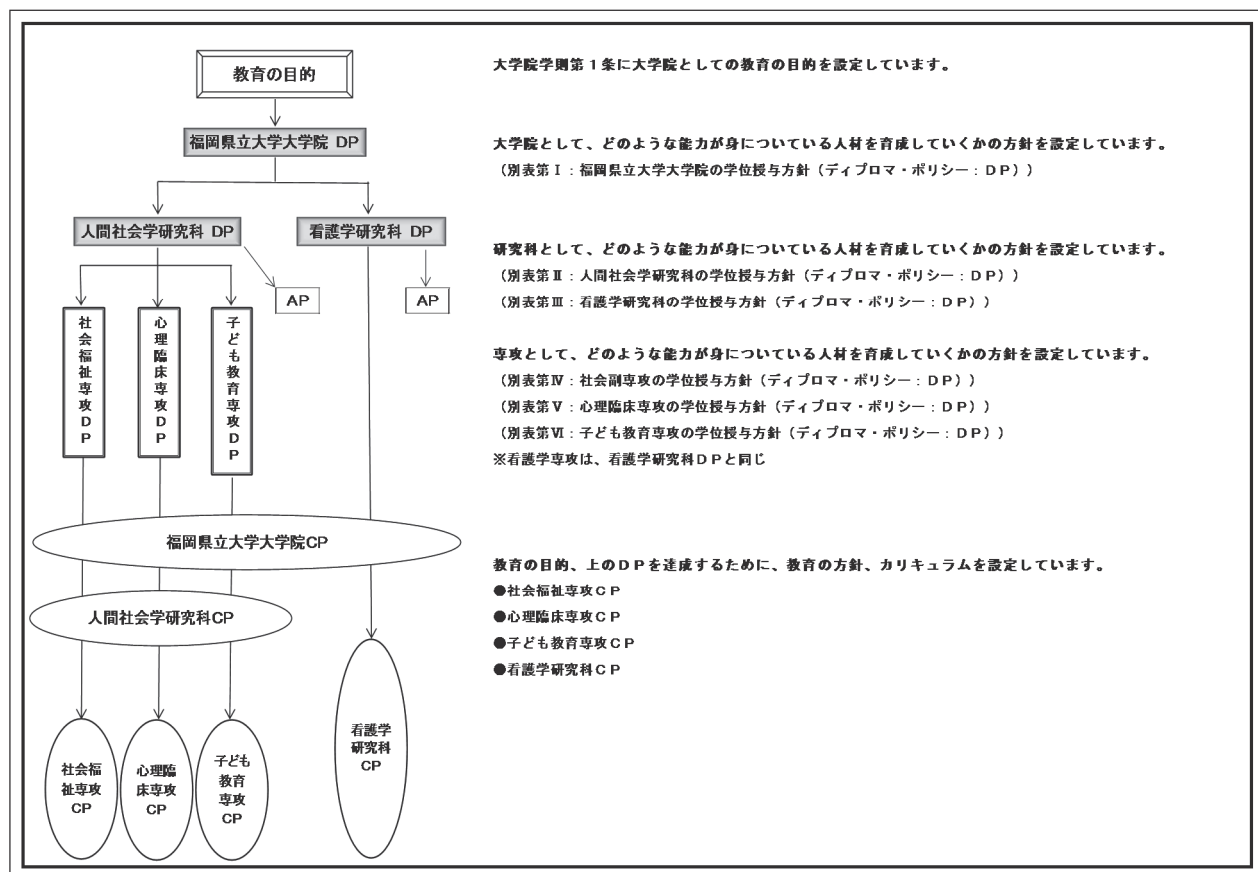 教育の目的
大学院学則第１条に大学院としての教育の目的を設定しています。
福岡県立大学大学院 DP
大学院として、どのような能力が身についている人材を育成していくかの方針を設定しています。
（別表第Ⅰ：福岡県立大学大学院の学位授与方針（ディプロマ・ポリシー：ＤＰ））
人間社会学研究科 DP
看護学研究科 DP
研究科として、どのような能力が身についている人材を育成していくかの方針を設定しています。
（別表第Ⅱ：人間社会学研究科の学位授与方針（ディプロマ・ポリシー：ＤＰ））
（別表第Ⅲ：看護学研究科の学位授与方針（ディプロマ・ポリシー：ＤＰ））
AP
AP
社会福祉専攻ＤＰ
心理臨床専攻ＤＰ
子ども教育専攻ＤＰ
専攻として、どのような能力が身についている人材を育成していくかの方針を設定しています。
（別表第Ⅳ：社会副専攻の学位授与方針（ディプロマ・ポリシー：ＤＰ））
（別表第Ⅴ：心理臨床専攻の学位授与方針（ディプロマ・ポリシー：ＤＰ））
（別表第Ⅵ：子ども教育専攻の学位授与方針（ディプロマ・ポリシー：ＤＰ））
※看護学専攻は、看護学研究科ＤＰと同じ
福岡県立大学大学院CP
教育の目的、上のＤＰを達成するために、教育の方針、カリキュラムを設定しています。
●社会福祉専攻ＣＰ
●心理臨床専攻ＣＰ
●子ども教育専攻ＣＰ
●看護学研究科ＣＰ
人間社会学研究科CP
看護学
研究科
CP
社会福
祉専攻
CP
心理臨
床専攻
CP
子ども
教育
専攻
CP